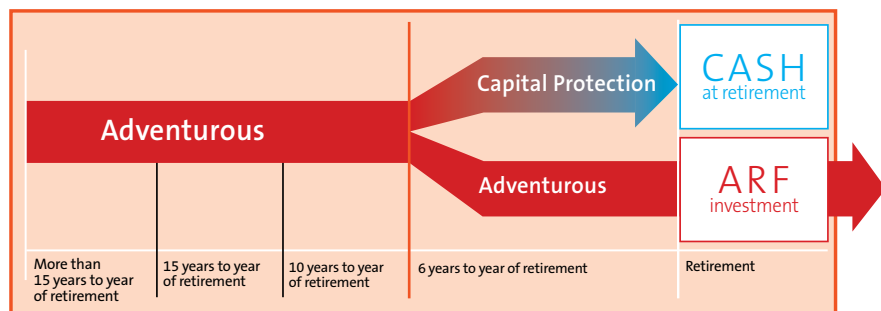 Adventurous
Capital Protection
CASH
at retirement
Adventurous
ARF
investment
More than
15 years to year
of retirement
15 years to year
of retirement
10 years to year
of retirement
6 years to year of retirement
Retirement